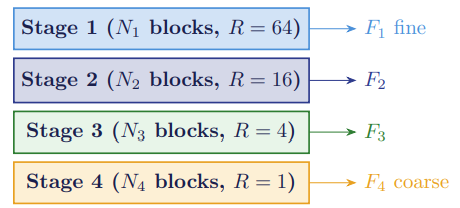 Stage 1 (N₁ blocks, R = 64) F₁ fine
Stage 2 (N₂ blocks, R = 16) F₂
Stage 3 (N₃ blocks, R = 4) F₃
Stage 4 (N₄ blocks, R = 1) F₄ coarse